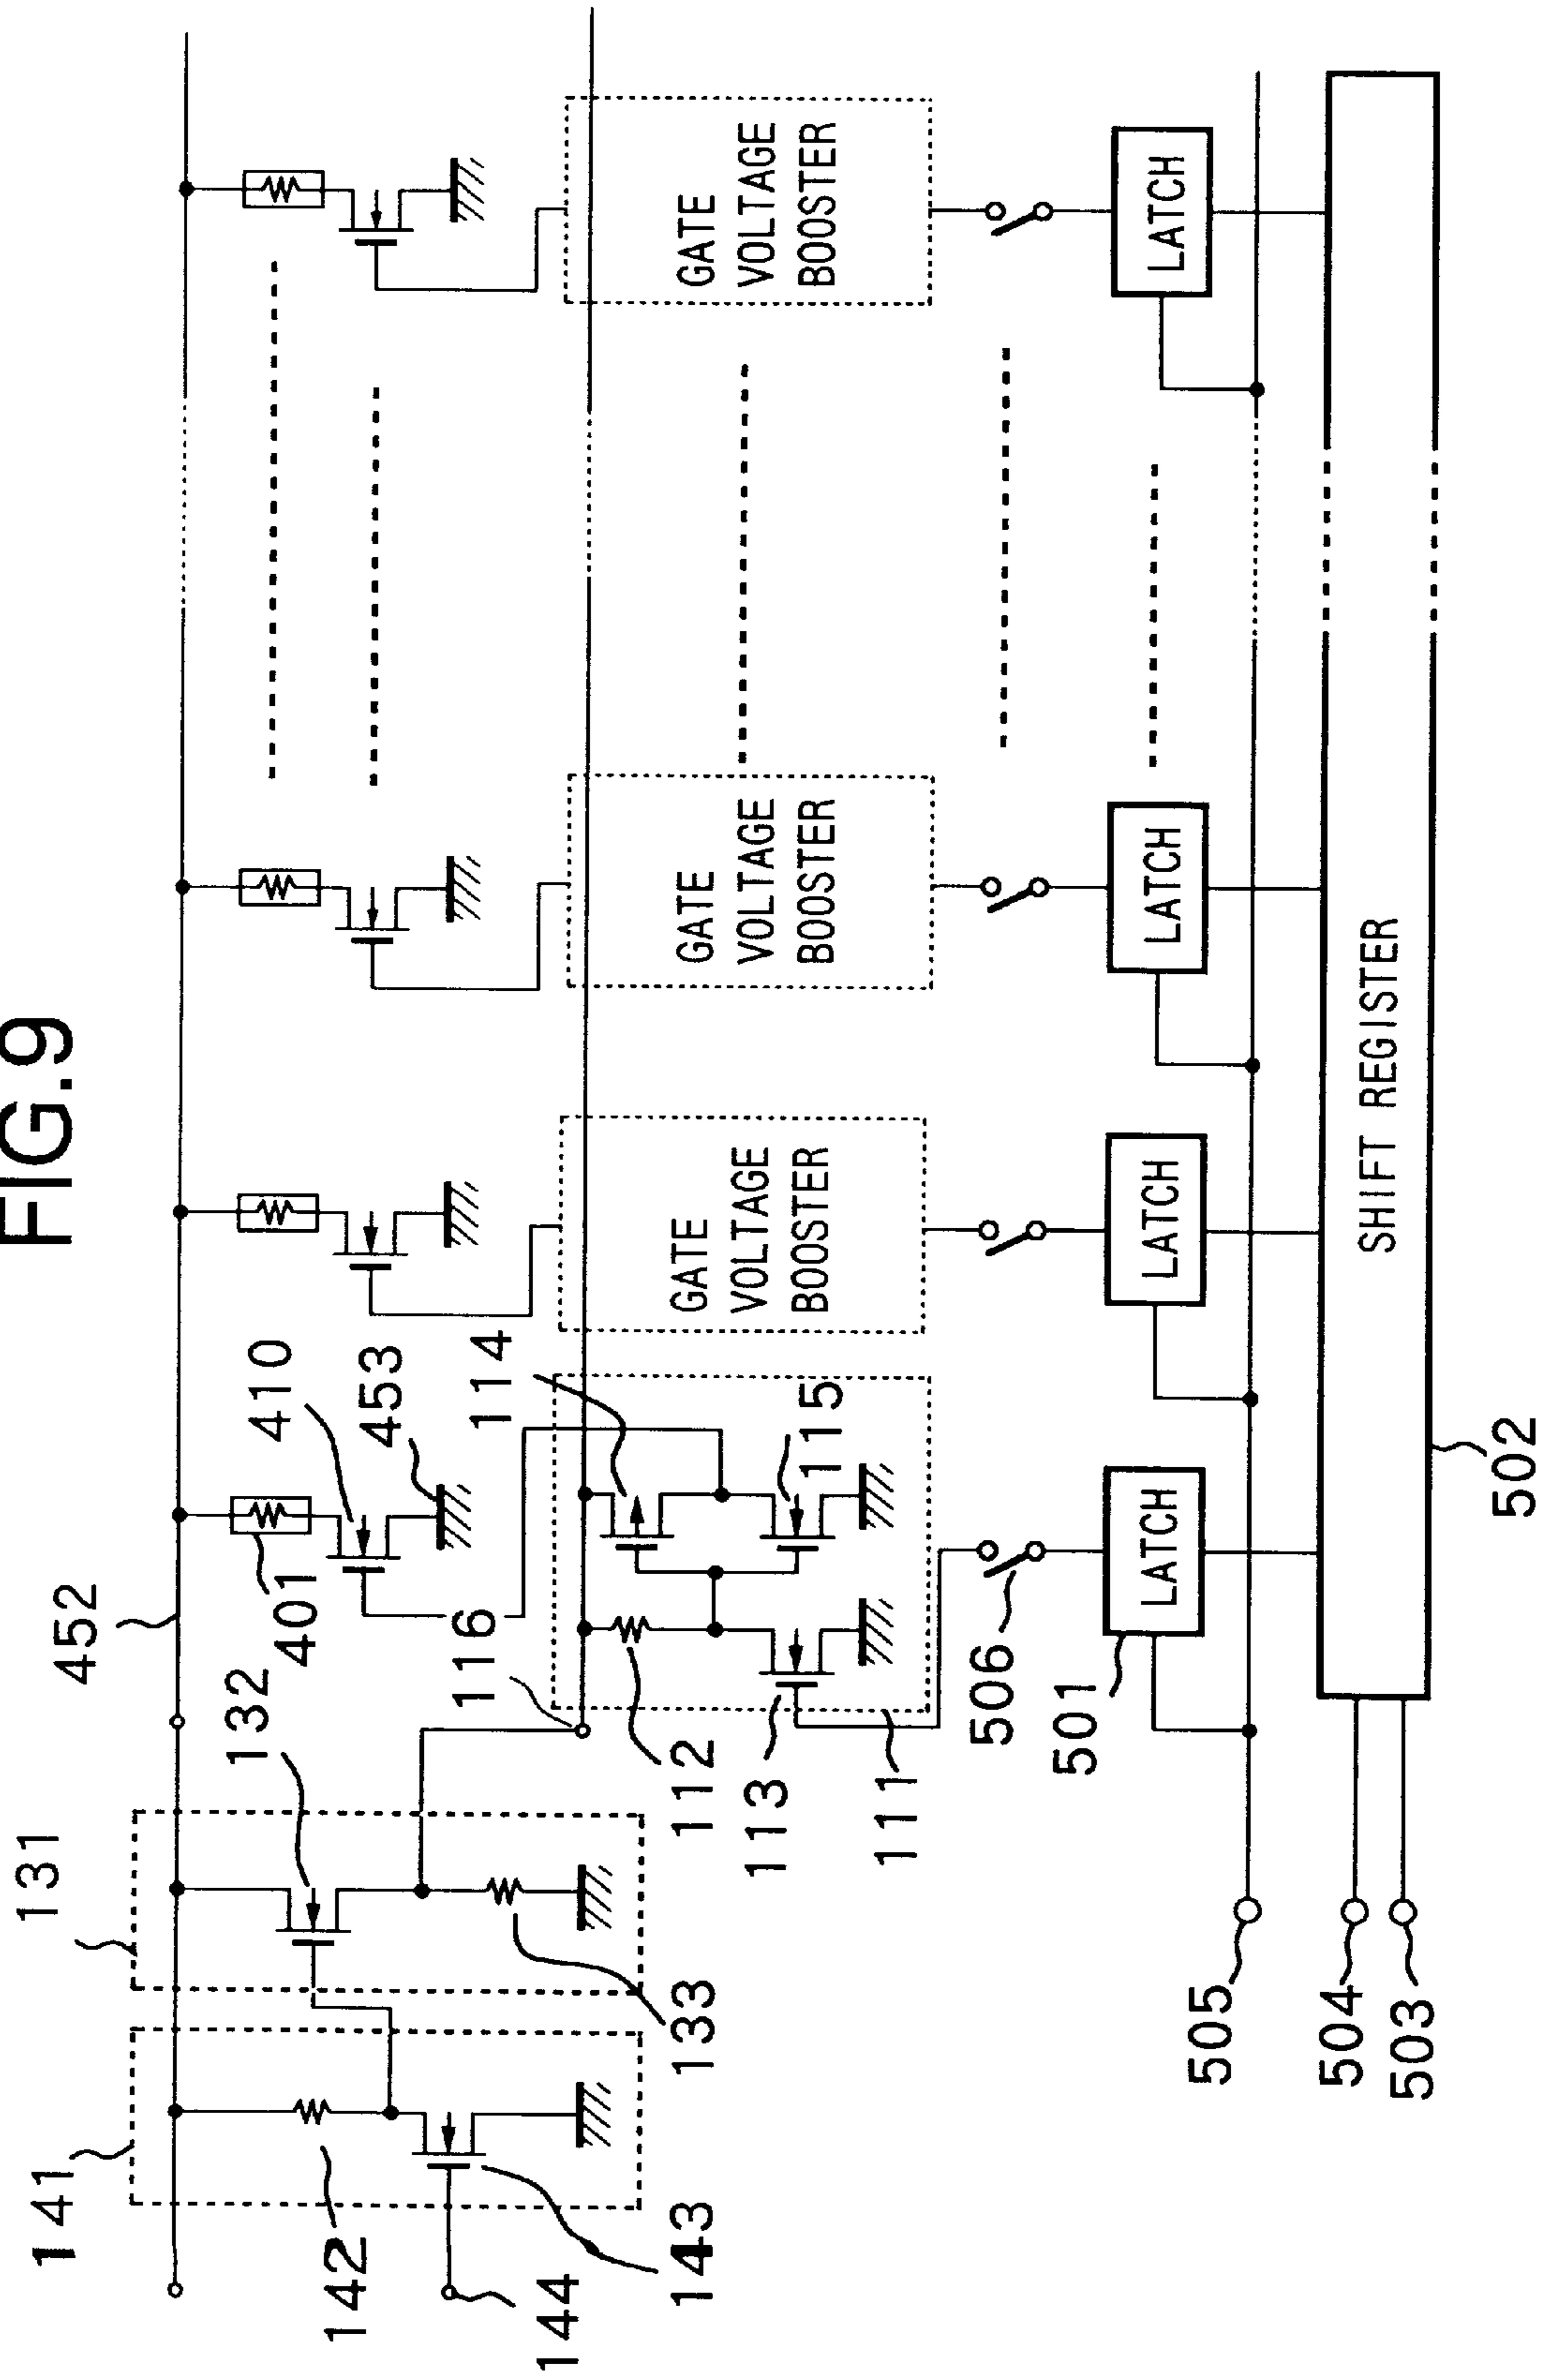 FIG.9
141
131
452
142
144
143
132
133
401
410
453
116
114
112
113
111
115
GATE
VOLTAGE
BOOSTER
GATE
VOLTAGE
BOOSTER
GATE
VOLTAGE
BOOSTER
506
501
LATCH
LATCH
LATCH
LATCH
505
504
503
SHIFT REGISTER
502